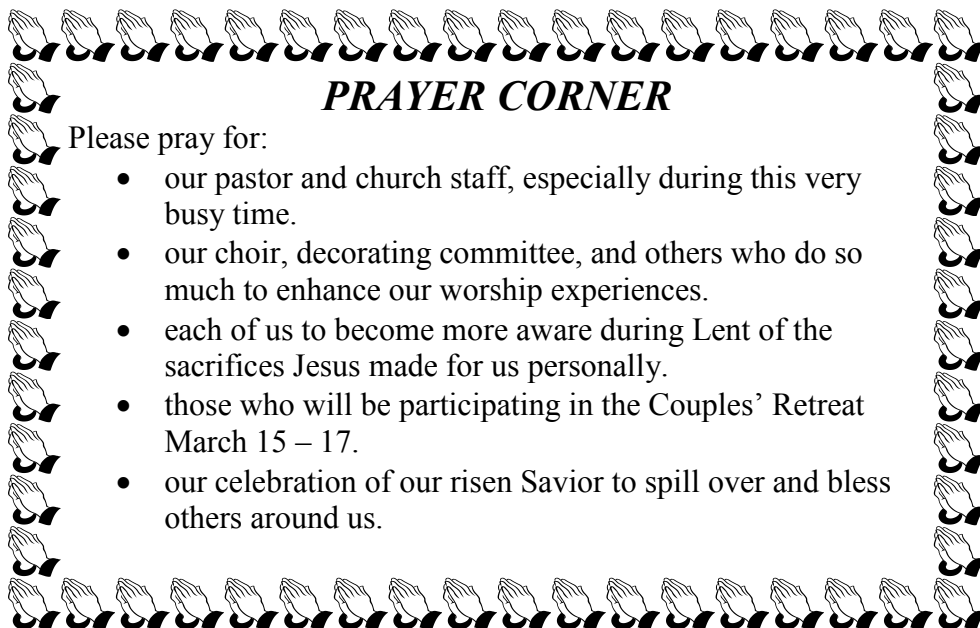 PRAYER CORNER
Please pray for:
• our pastor and church staff, especially during this very
busy time.
• our choir, decorating committee, and others who do so
much to enhance our worship experiences.
• each of us to become more aware during Lent of the
sacrifices Jesus made for us personally.
• those who will be participating in the Couples’ Retreat
March 15 – 17.
• our celebration of our risen Savior to spill over and bless
others around us.